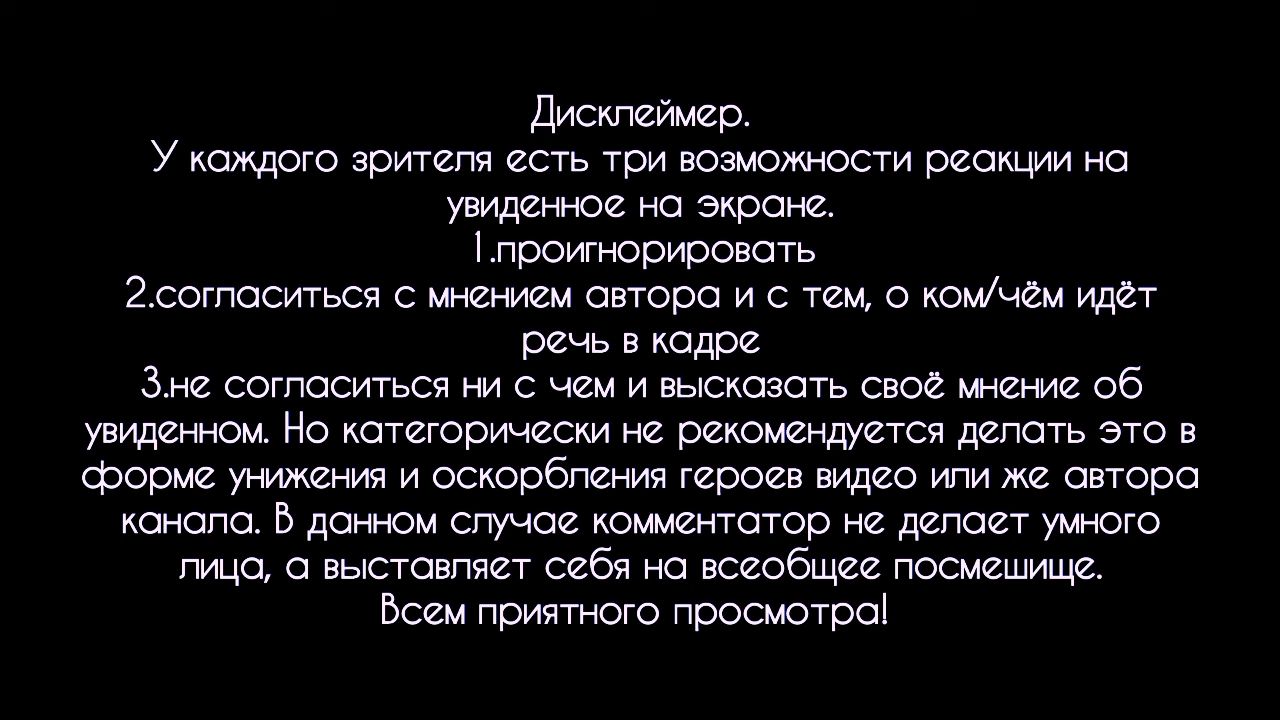 Дисклеймер.
У каждого зрителя есть три возможности реакции на
увиденное на экране.
1.проигнорировать
2.согласиться с мнением автора и с тем, о ком/чём идёт
речь в кадре
3.не согласиться ни с чем и высказать своё мнение об
увиденном. Но категорически не рекомендуется делать это в
форме унижения и оскорбления героев видео или же автора
канала. В данном случае комментатор не делает умного
лица, а выставляет себя на всеобщее посмешище.
Всем приятного просмотра!